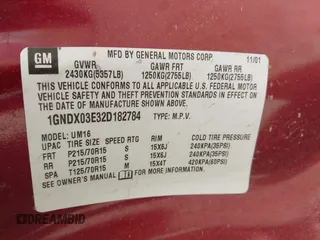 GM
MFD. BY GENERAL MOTORS CORP. 11/01
GVWR GAWR FRT GAWR RR
2430KG(5357LB) 1250KG(2755LB) 1250KG(2755LB)
THIS VEHICLE CONFORMS TO ALL APPLICABLE U.S. FEDERAL
MOTOR VEHICLE SAFETY, BUMPER, AND THEFT PREVENTION
STANDARDS IN EFFECT ON THE DATE OF MANUFACTURE SHOWN ABOVE.
1GNDX03E32D182784 TYPE: M.P.V.
MODEL: UM16
UPAC TIRE SIZE SPEED RTG RIM COLD TIRE PRESSURE
FRT P215/70R15 S 15X6J 240KPA(35PSI)
RR P215/70R15 S 15X6J 240KPA(35PSI)
SPA T125/70R15 M 15X4T 420KPA(60PSI)
SEE OWNER'S MANUAL FOR ADDITIONAL INFORMATION.
©DREAMBID